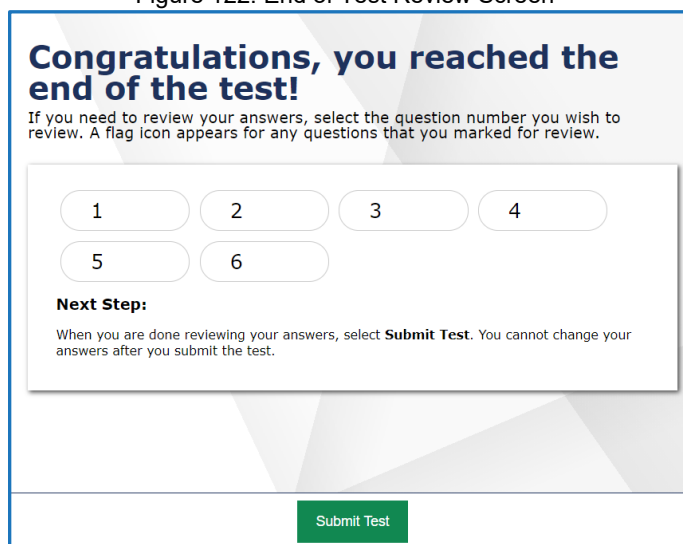 Figure 122. End of Test Review Screen
Congratulations, you reached the
end of the test!
If you need to review your answers, select the question number you wish to
review. A flag icon appears for any questions that you marked for review.
1 2 3 4
5 6
Next Step:
When you are done reviewing your answers, select Submit Test. You cannot change your
answers after you submit the test.
Submit Test